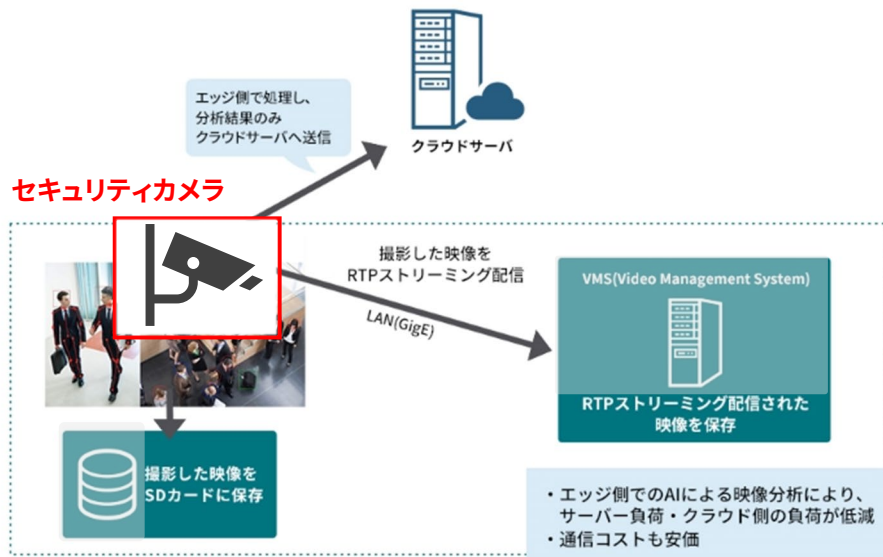 エッジ側で処理し、
分析結果のみ
クラウドサーバへ送信
クラウドサーバ
セキュリティカメラ
撮影した映像を
RTPストリーミング配信
LAN(GigE)
VMS(Video Management System)
RTPストリーミング配信された
映像を保存
撮影した映像を
SDカードに保存
・エッジ側でのAIによる映像分析により、
サーバー負荷・クラウド側の負荷が低減
・通信コストも安価